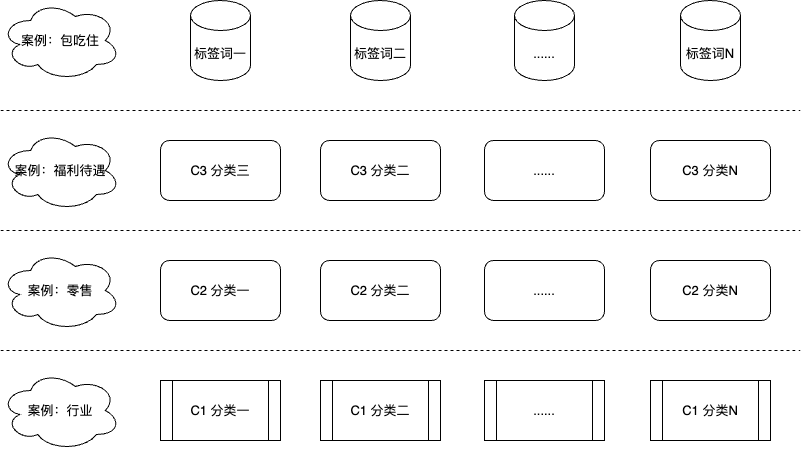 案例：包吃住
标签词一
标签词二
......
标签词N
案例：福利待遇
C3 分类三
C3 分类二
......
C3 分类N
案例：零售
C2 分类一
C2 分类二
......
C2 分类N
案例：行业
C1 分类一
C1 分类二
......
C1 分类N